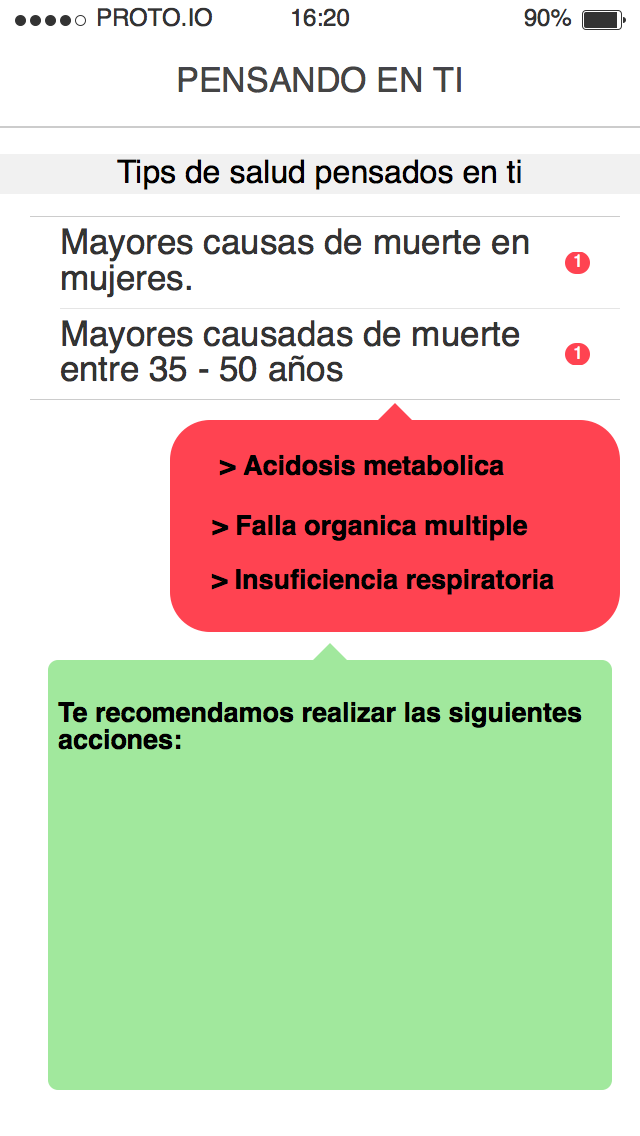 PROTO.IO 16:20 90%
PENSANDO EN TI
Tips de salud pensados en ti
Mayores causas de muerte en
mujeres.
1
Mayores causadas de muerte
entre 35 - 50 años
1
> Acidosis metabolica
> Falla organica multiple
> Insuficiencia respiratoria
Te recomendamos realizar las siguientes
acciones: